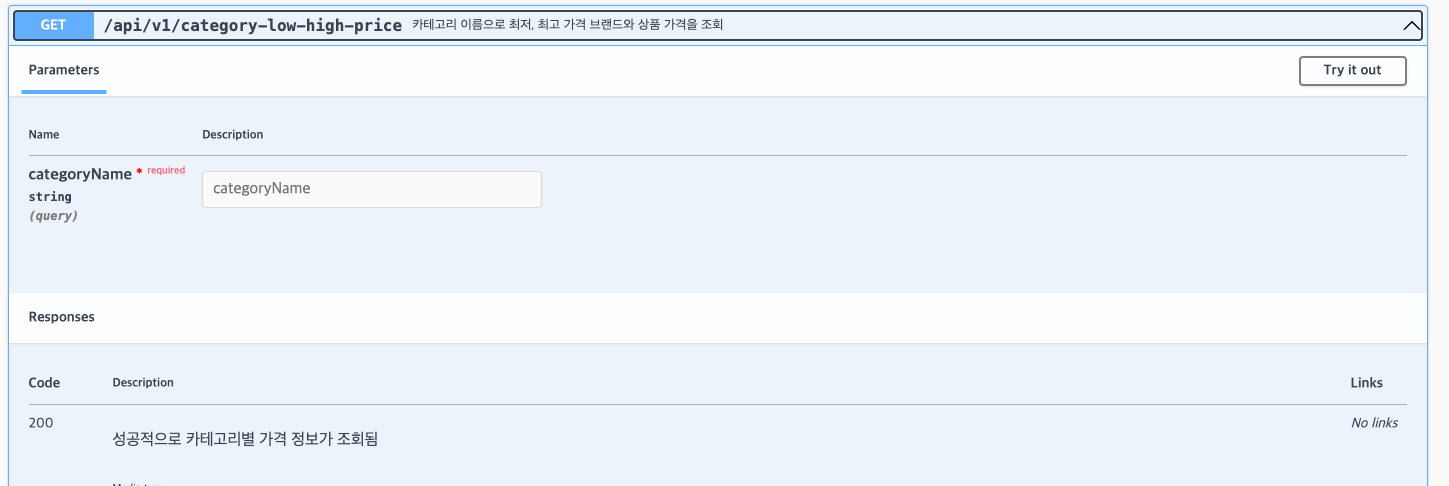 GET /api/v1/category-low-high-price 카테고리 이름으로 최저, 최고 가격 브랜드와 상품 가격을 조회
Parameters Try it out
Name Description
categoryName * required
string
(query)
categoryName
Responses
Code Description Links
200 No links
성공적으로 카테고리별 가격 정보가 조회됨